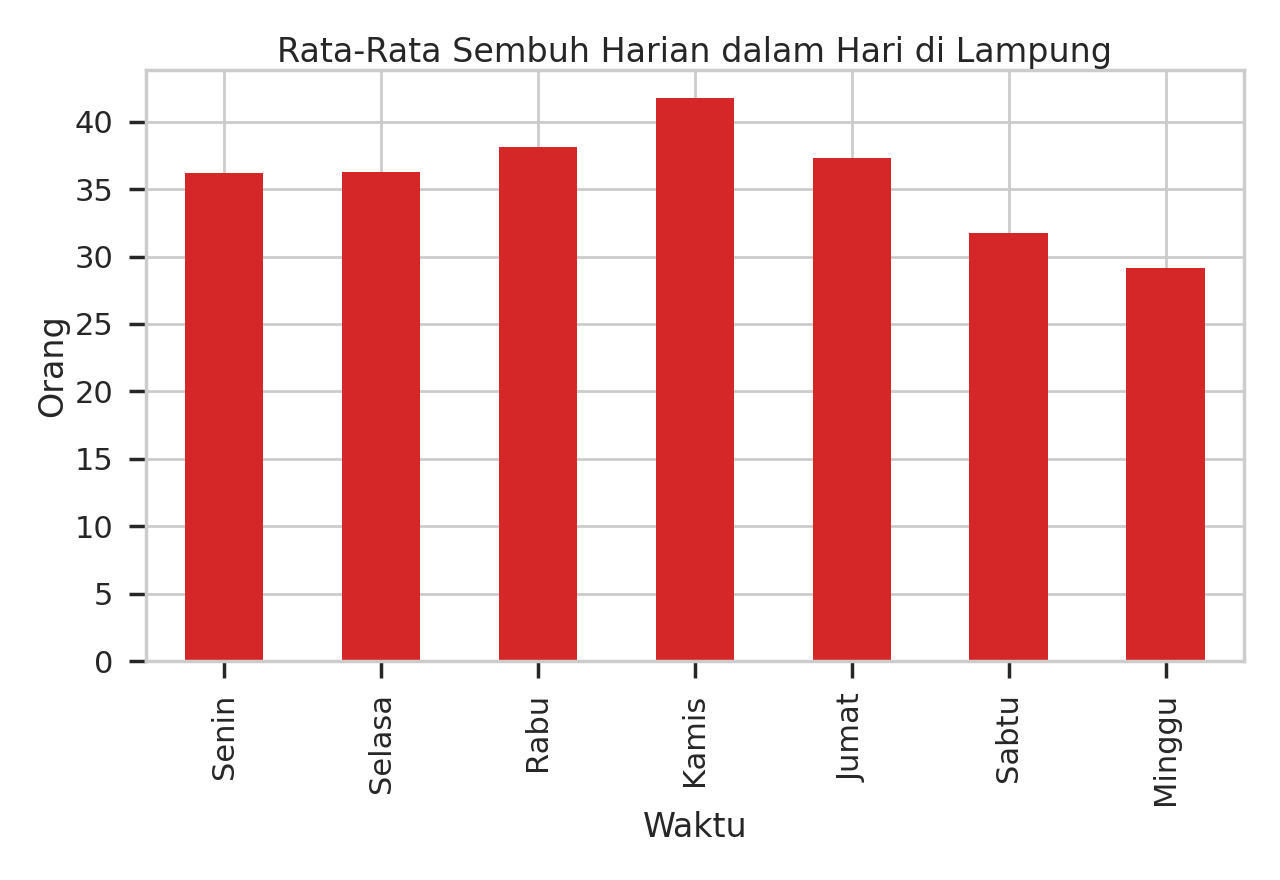 Rata-Rata Sembuh Harian dalam Hari di Lampung
Orang
40
35
30
25
20
15
10
5
0
Senin
Selasa
Rabu
Kamis
Jumat
Sabtu
Minggu
Waktu